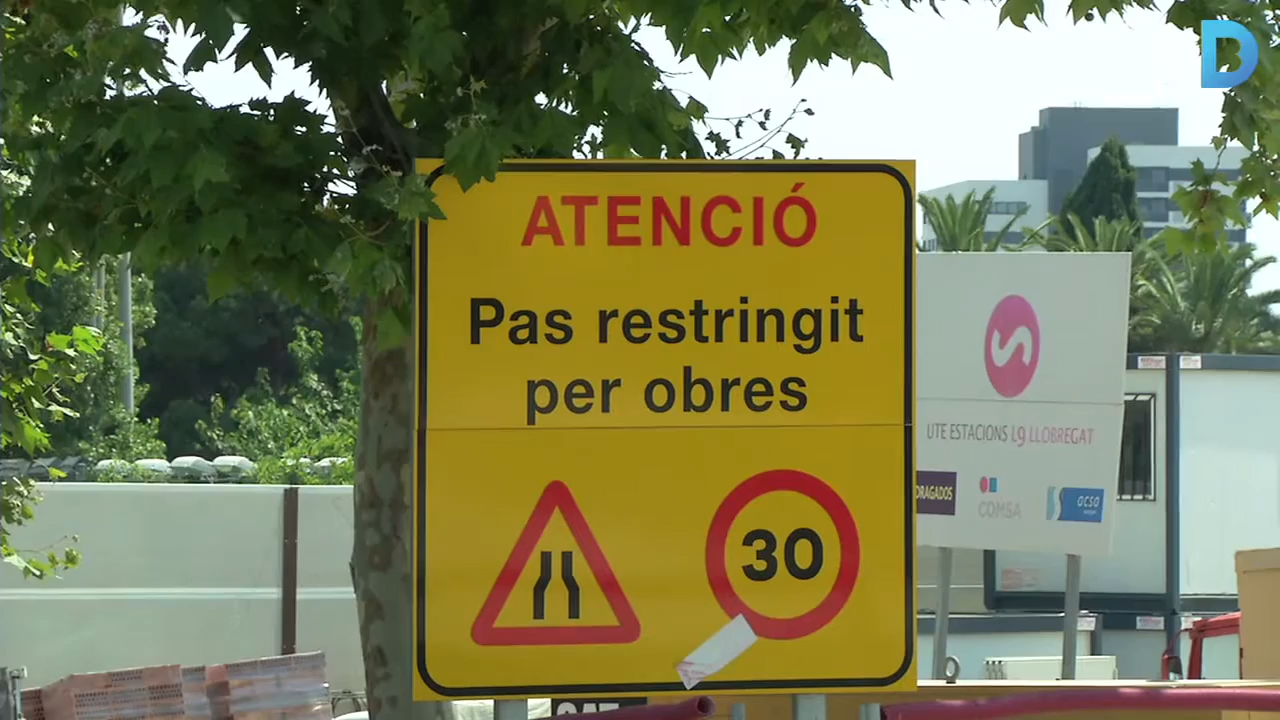 ATENCIÓ
Pas restringit
per obres
30
UTE ESTACIONS L9 LLOBREGAT
DRAGADOS
COMSA
acsa